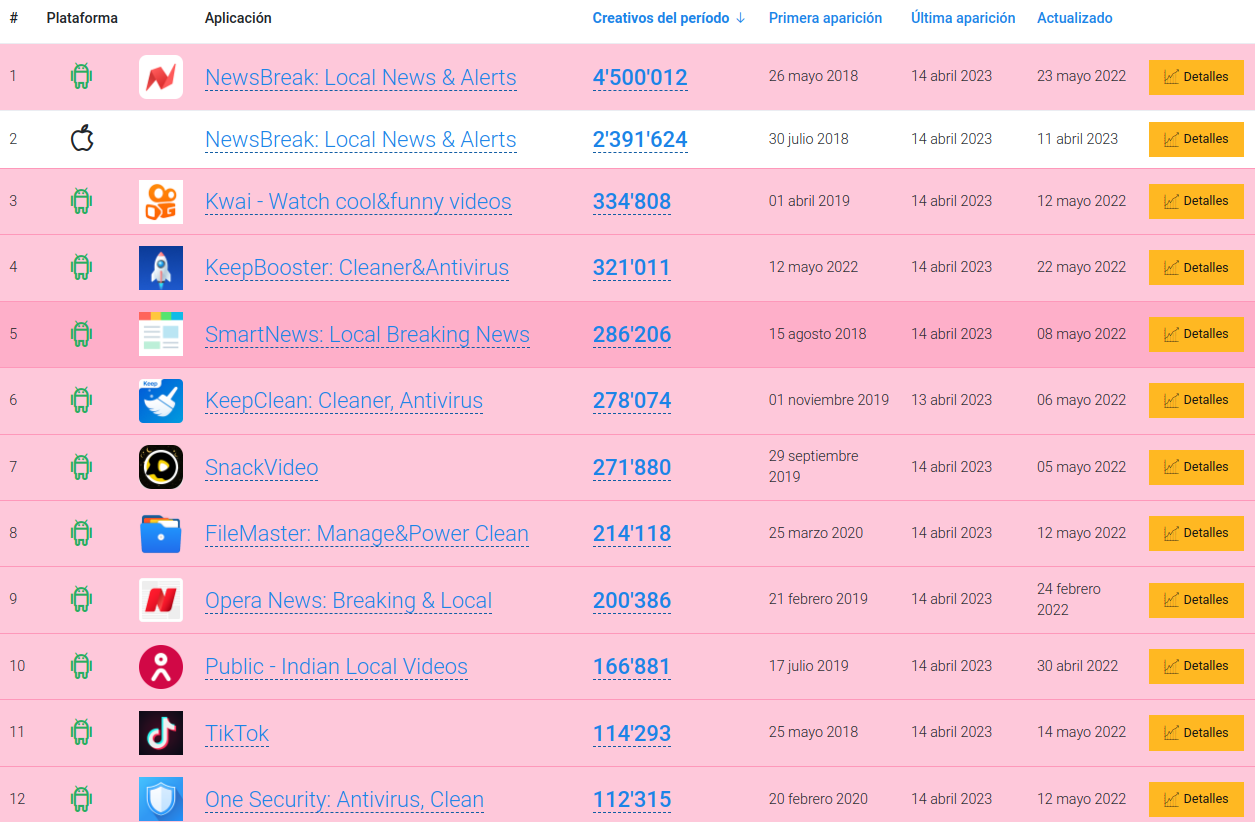 # Plataforma Aplicación Creativos del período ↓ Primera aparición Última aparición Actualizado
1 NewsBreak: Local News & Alerts 4'500'012 26 mayo 2018 14 abril 2023 23 mayo 2022 Detalles
2 NewsBreak: Local News & Alerts 2'391'624 30 julio 2018 14 abril 2023 11 abril 2023 Detalles
3 Kwai - Watch cool&funny videos 334'808 01 abril 2019 14 abril 2023 12 mayo 2022 Detalles
4 KeepBooster: Cleaner&Antivirus 321'011 12 mayo 2022 14 abril 2023 22 mayo 2022 Detalles
5 SmartNews: Local Breaking News 286'206 15 agosto 2018 14 abril 2023 08 mayo 2022 Detalles
Keep
6 KeepClean: Cleaner, Antivirus 278'074 01 noviembre 2019 13 abril 2023 06 mayo 2022 Detalles
7 SnackVideo 271'880 29 septiembre 2019 14 abril 2023 05 mayo 2022 Detalles
8 FileMaster: Manage&Power Clean 214'118 25 marzo 2020 14 abril 2023 12 mayo 2022 Detalles
9 Opera News: Breaking & Local 200'386 21 febrero 2019 14 abril 2023 24 febrero 2022 Detalles
10 Public - Indian Local Videos 166'881 17 julio 2019 14 abril 2023 30 abril 2022 Detalles
11 TikTok 114'293 25 mayo 2018 14 abril 2023 14 mayo 2022 Detalles
12 One Security: Antivirus, Clean 112'315 20 febrero 2020 14 abril 2023 12 mayo 2022 Detalles